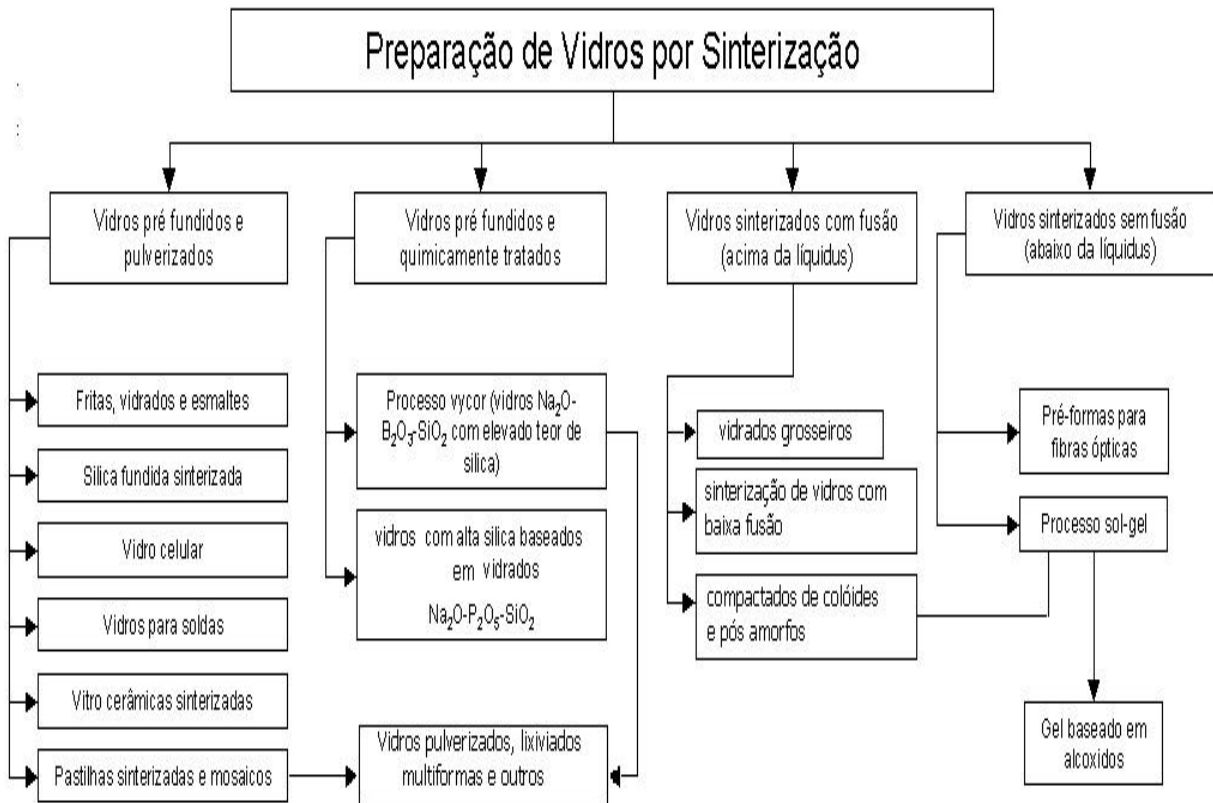 Preparação de Vidros por Sinterização
Vidros pré fundidos e
pulverizados
Vidros pré fundidos e
quimicamente tratados
Vidros sinterizados com fusão
(acima da líquidus)
Vidros sinterizados sem fusão
(abaixo da líquidus)
Fritas, vidrados e esmaltes
Silica fundida sinterizada
Vidro celular
Vidros para soldas
Vitro cerâmicas sinterizadas
Pastilhas sinterizadas e mosaicos
Processo vycor (vidros Na₂O-
B₂O₃-SiO₂ com elevado teor de
silica)
vidros com alta silica baseados
em vidrados
Na₂O-P₂O₅-SiO₂
Vidros pulverizados, lixiviados
multiformas e outros
vidrados grosseiros
sinterização de vidros com
baixa fusão
compactados de colóides
e pós amorfos
Pré-formas para
fibras ópticas
Processo sol-gel
Gel baseado em
alcoxidos